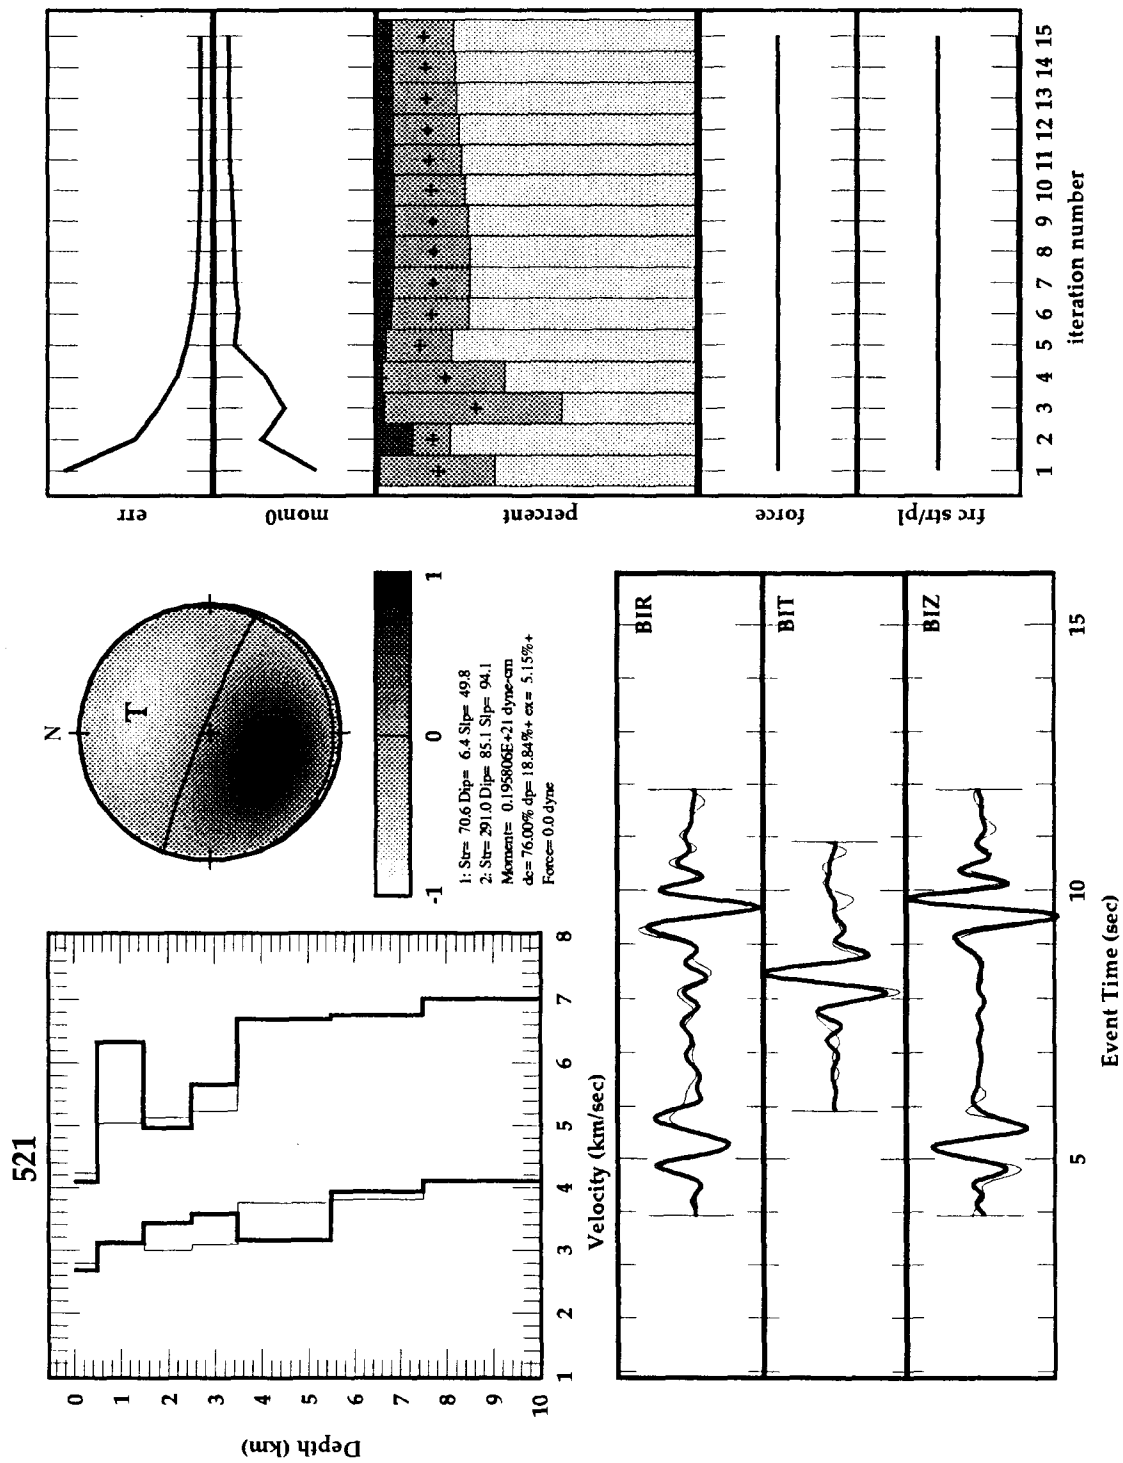 521
0
1
2
3
4
5
6
7
8
9
10
Depth (km)
1 2 3 4 5 6 7 8
Velocity (km/sec)
N
T
-1 0 1
1: Str= 70.6 Dip= 6.4 Slp= 49.8
2: Str= 291.0 Dip= 85.1 Slp= 94.1
Moment= 0.195806E+21 dyne-cm
dc= 76.00% dp= 18.84%+ ex= 5.15%+
Force= 0.0 dyne
BIR
BIT
BIZ
5 10 15
Event Time (sec)
err
mom0
percent
force
frc str/pl
1 2 3 4 5 6 7 8 9 10 11 12 13 14 15
iteration number